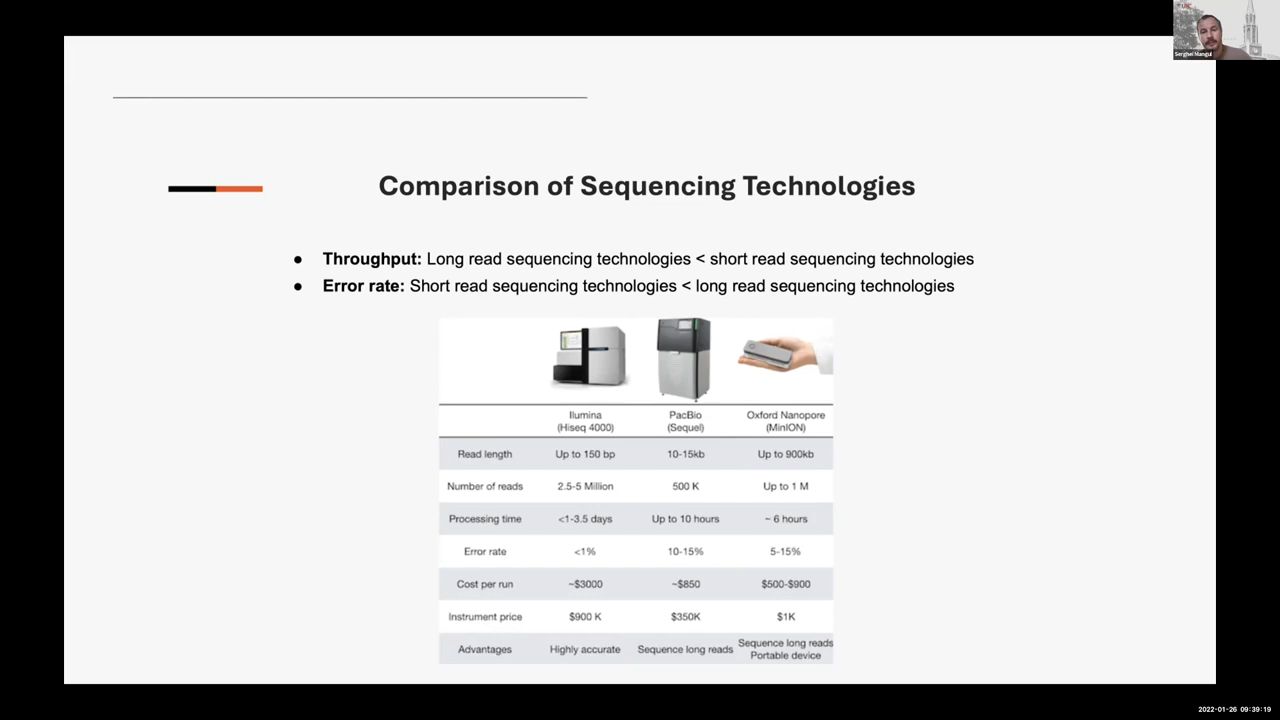 USC
Serghei Mangul
Comparison of Sequencing Technologies
● Throughput: Long read sequencing technologies < short read sequencing technologies
● Error rate: Short read sequencing technologies < long read sequencing technologies
Ilumina PacBio Oxford Nanopore
(Hiseq 4000) (Sequel) (MinION)
Read length Up to 150 bp 10-15kb Up to 900kb
Number of reads 2.5-5 Million 500 K Up to 1 M
Processing time <1-3.5 days Up to 10 hours ~ 6 hours
Error rate <1% 10-15% 5-15%
Cost per run ~$3000 ~$850 $500-$900
Instrument price $900 K $350K $1K
Advantages Highly accurate Sequence long reads Sequence long reads
Portable device
2022-01-26 09:39:19